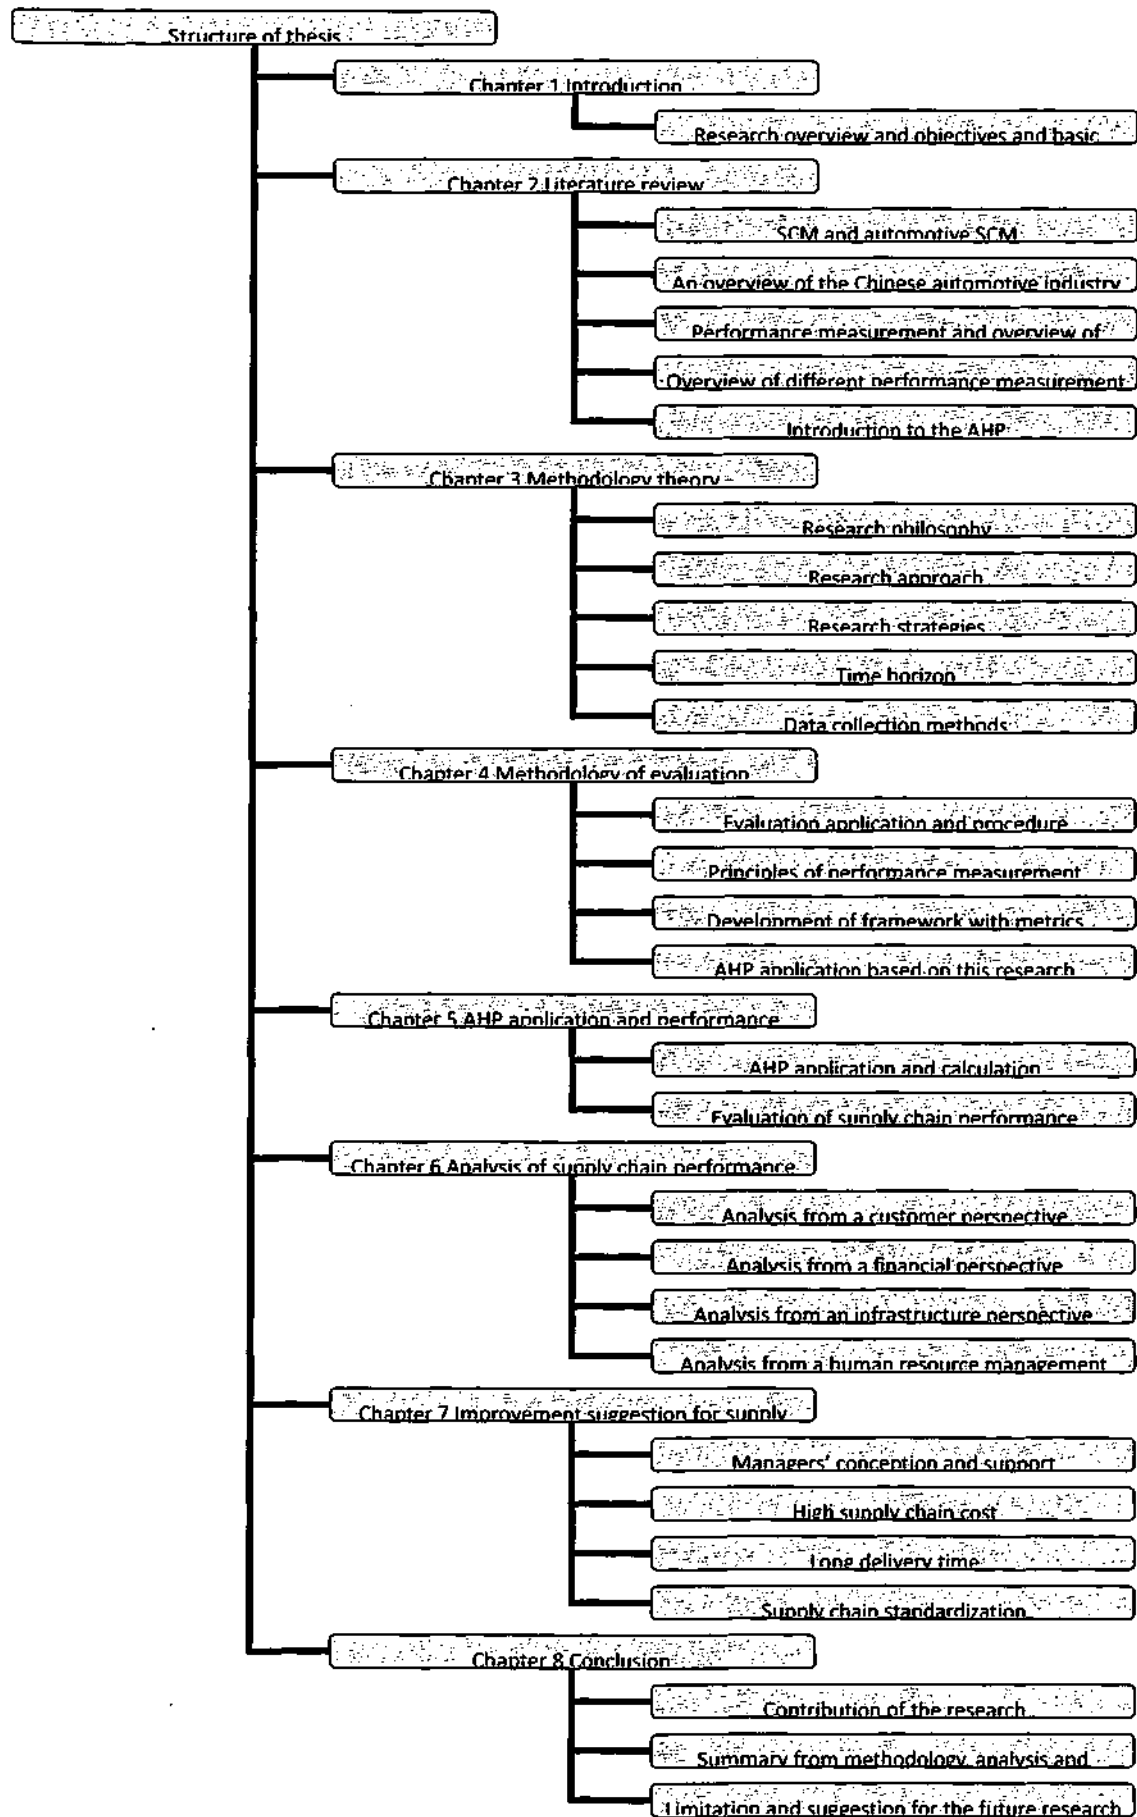 Structure of thesis
Chapter 1 Introduction
Research overview and objectives and basic
Chapter 2 Literature review
SCM and automotive SCM
An overview of the Chinese automotive industry
Performance measurement and overview of
Overview of different performance measurement
Introduction to the AHP
Chapter 3 Methodology theory
Research philosophy
Research approach
Research strategies
Time horizon
Data collection methods
Chapter 4 Methodology of evaluation
Evaluation application and procedure
Principles of performance measurement
Development of framework with metrics
AHP application based on this research
Chapter 5 AHP application and performance
AHP application and calculation
Evaluation of supply chain performance
Chapter 6 Analysis of supply chain performance
Analysis from a customer perspective
Analysis from a financial perspective
Analysis from an infrastructure perspective
Analysis from a human resource management
Chapter 7 Improvement suggestion for supply
Managers' conception and support
High supply chain cost
Long delivery time
Supply chain standardization
Chapter 8 Conclusion
Contribution of the research
Summary from methodology, analysis and
Limitation and suggestion for the future research